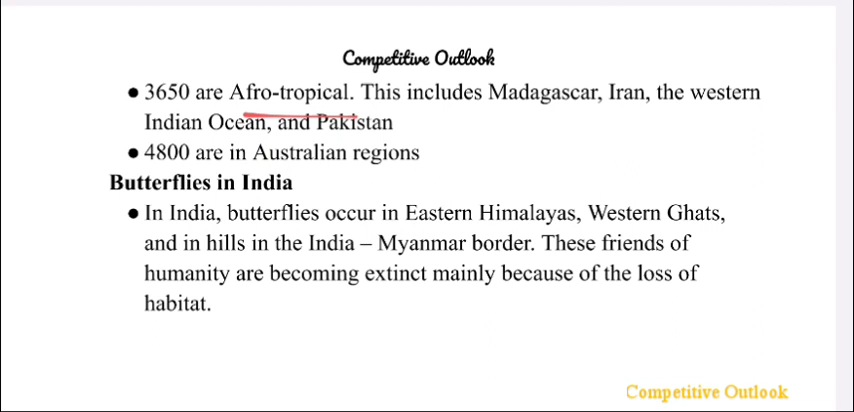 Competitive Outlook
● 3650 are Afro-tropical. This includes Madagascar, Iran, the western
Indian Ocean, and Pakistan
● 4800 are in Australian regions
Butterflies in India
● In India, butterflies occur in Eastern Himalayas, Western Ghats,
and in hills in the India – Myanmar border. These friends of
humanity are becoming extinct mainly because of the loss of
habitat.
Competitive Outlook